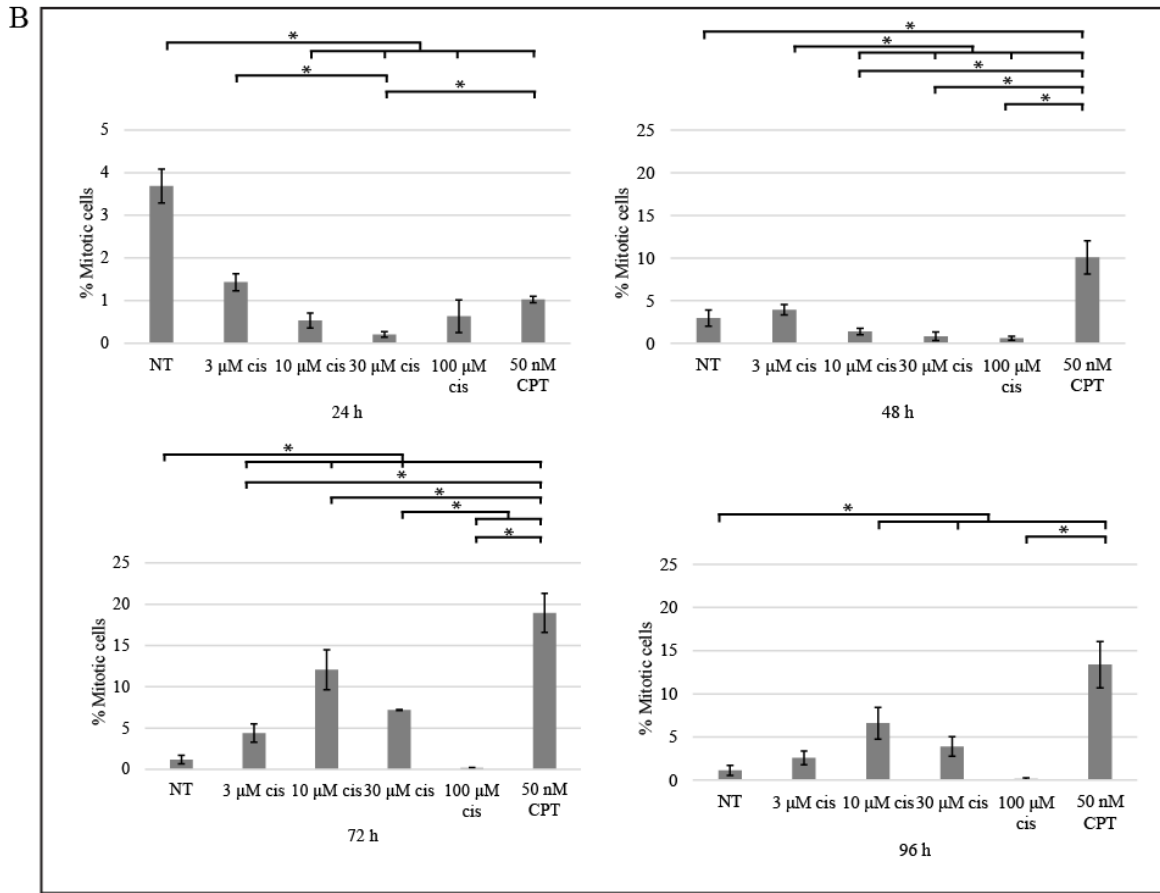 B
*
*
*
5
4
3
2
1
0
% Mitotic cells
NT
3 µM cis
10 µM cis
30 µM cis
100 µM
cis
50 nM
CPT
24 h
*
*
*
*
*
25
20
15
10
5
0
% Mitotic cells
NT
3 µM cis
10 µM cis
30 µM cis
100 µM
cis
50 nM
CPT
48 h
*
*
*
*
*
25
20
15
10
5
0
% Mitotic cells
NT
3 µM cis
10 µM cis
30 µM cis
100 µM
cis
50 nM
CPT
72 h
*
*
25
20
15
10
5
0
% Mitotic cells
NT
3 µM cis
10 µM cis
30 µM cis
100 µM
cis
50 nM
CPT
96 h